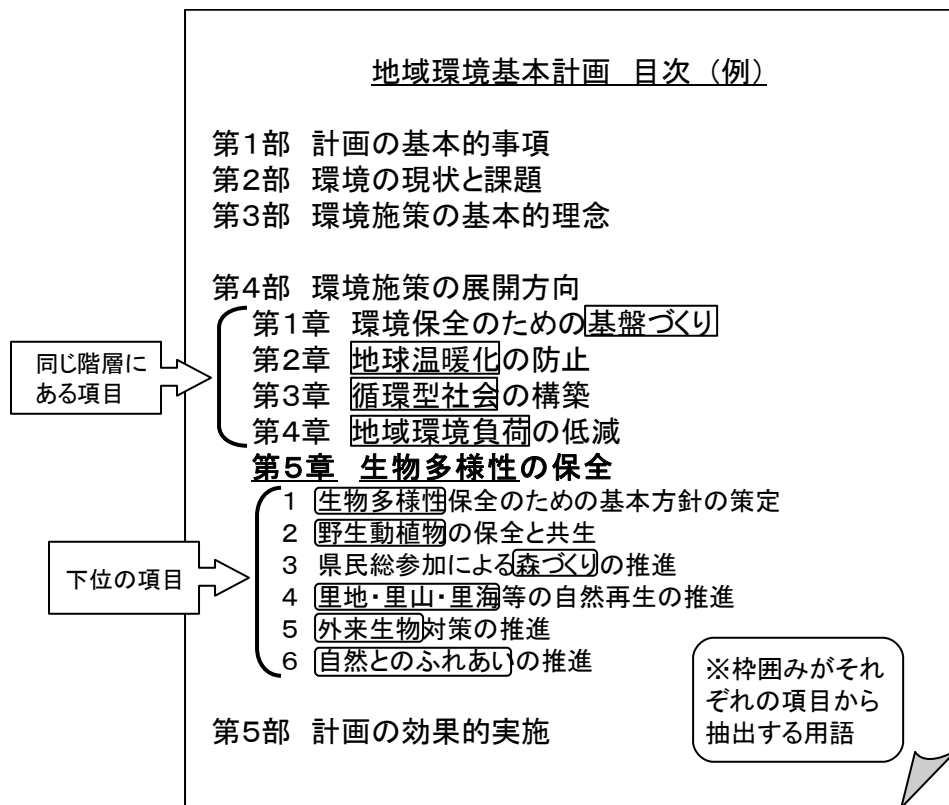 地域環境基本計画 目次（例）
第1部 計画の基本的事項
第2部 環境の現状と課題
第3部 環境施策の基本的理念
第4部 環境施策の展開方向
第1章 環境保全のための基盤づくり
第2章 地球温暖化の防止
第3章 循環型社会の構築
第4章 地域環境負荷の低減
同じ階層に
ある項目
第5章 生物多様性の保全
1 生物多様性保全のための基本方針の策定
2 野生動植物の保全と共生
3 県民総参加による森づくりの推進
4 里地・里山・里海等の自然再生の推進
5 外来生物対策の推進
6 自然とのふれあいの推進
下位の項目
※枠囲みがそれ
ぞれの項目から
抽出する用語
第5部 計画の効果的実施